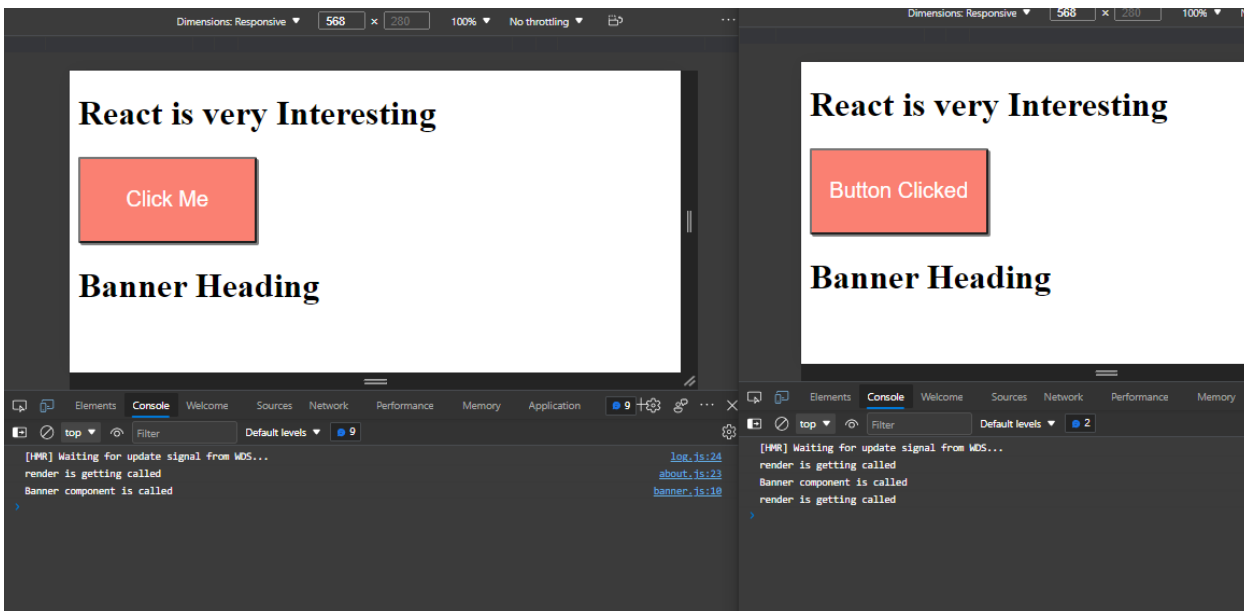 Dimensions: Responsive ▼ 568 × 280 100% ▼ No throttling ▼
React is very Interesting
Click Me
Banner Heading
Elements Console Welcome Sources Network Performance Memory Application 9
top ▼ Filter Default levels ▼ 9
[HMR] Waiting for update signal from WDS... log.js:24
render is getting called about.js:23
Banner component is called banner.js:10
Dimensions: Responsive ▼ 568 × 280 100% ▼
React is very Interesting
Button Clicked
Banner Heading
Elements Console Welcome Sources Network Performance Memory
top ▼ Filter Default levels ▼ 2
[HMR] Waiting for update signal from WDS...
render is getting called
Banner component is called
render is getting called